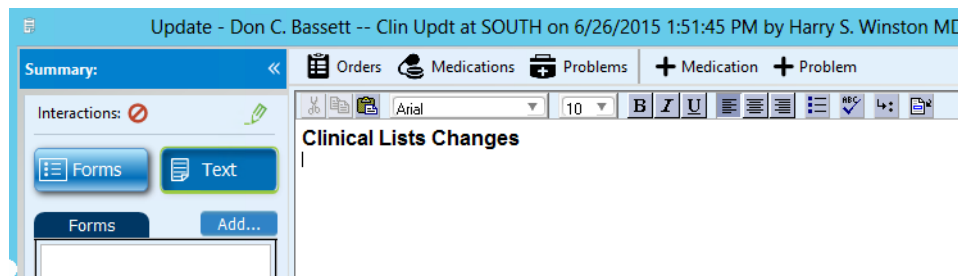 Update - Don C. Bassett -- Clin Updt at SOUTH on 6/26/2015 1:51:45 PM by Harry S. Winston MD
Summary: «
Orders Medications Problems + Medication + Problem
Interactions:
Arial 10 B I U ABC
Clinical Lists Changes
Forms Text
Forms Add...